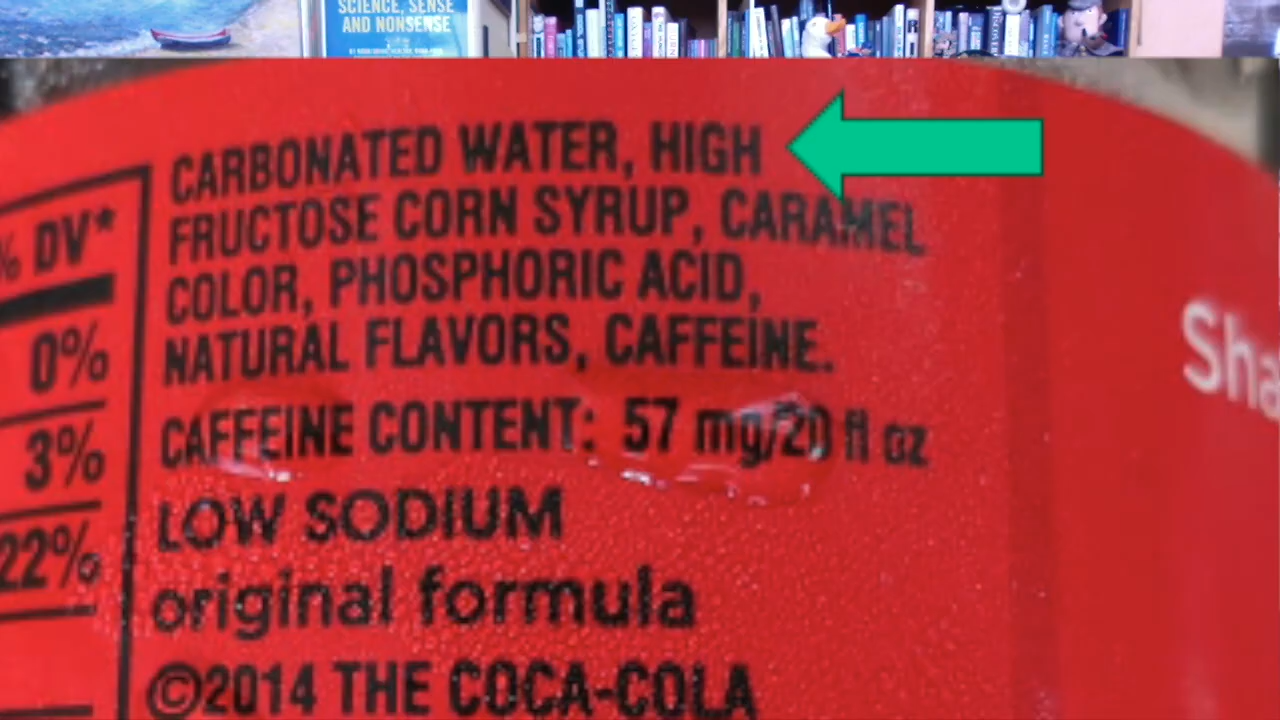 SCIENCE, SENSE
AND NONSENSE
CARBONATED WATER, HIGH
FRUCTOSE CORN SYRUP, CARAMEL
COLOR, PHOSPHORIC ACID,
NATURAL FLAVORS, CAFFEINE.
CAFFEINE CONTENT: 57 mg/20 fl oz
LOW SODIUM
original formula
©2014 THE COCA-COLA
% DV*
0%
3%
22%
Sha